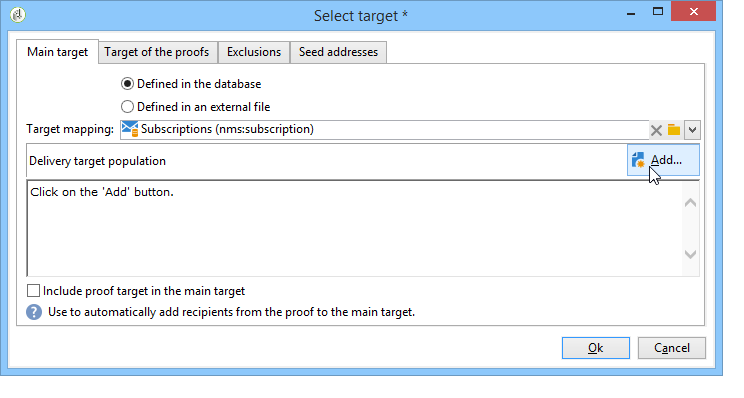 Select target *
Main target Target of the proofs Exclusions Seed addresses
Defined in the database
Defined in an external file
Target mapping: Subscriptions (nms:subscription)
Delivery target population Add...
Click on the 'Add' button.
Include proof target in the main target
? Use to automatically add recipients from the proof to the main target.
Ok Cancel